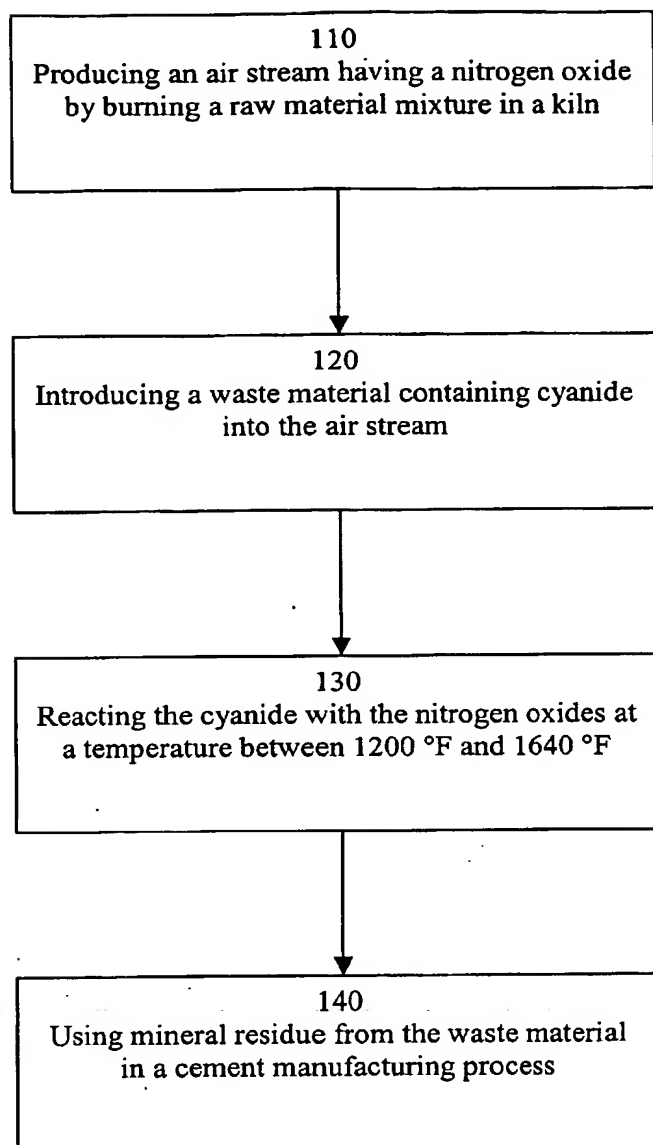 110
Producing an air stream having a nitrogen oxide
by burning a raw material mixture in a kiln
120
Introducing a waste material containing cyanide
into the air stream
130
Reacting the cyanide with the nitrogen oxides at
a temperature between 1200 °F and 1640 °F
140
Using mineral residue from the waste material
in a cement manufacturing process